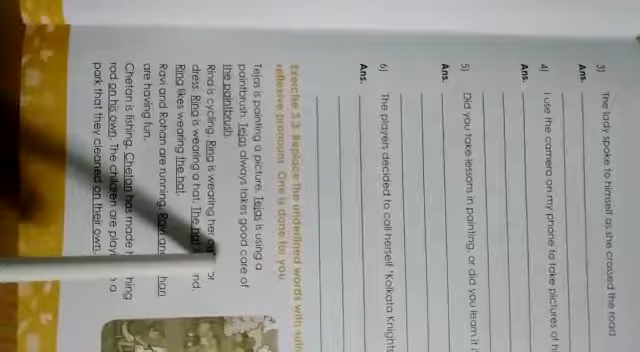 3) The lady spoke to himself as she crossed the road
Ans.
4) I use the camera on my phone to take pictures of
Ans.
5) Did you take lessons in painting, or did you learn it
Ans.
6) The players decided to call herself "Kolkata Knights
Ans.
Exercise 3.3: Replace the underlined words with
reflexive pronouns. One is done for you.
Tejas is painting a picture. Tejas is using a
paintbrush. Tejas always takes good care of
the paintbrush.
Rina is cycling. Rina is wearing her
dress. Rina is wearing a hat. The
Rina likes wearing the hat.
Ravi and Rohan are running. Ravi
are having fun.
Chetan is fishing. Chetan has made
rod on his own. The children are a
park that they cleaned on their own.